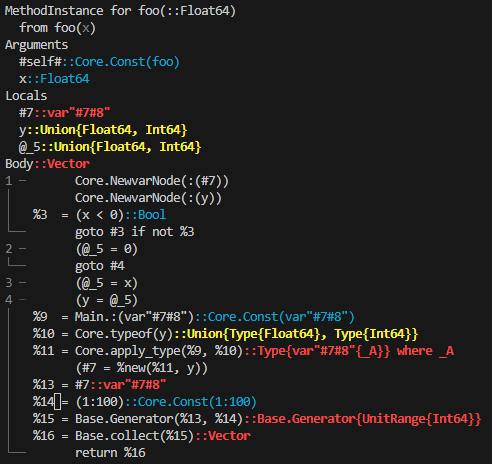 MethodInstance for foo(::Float64)
from foo(x)
Arguments
#self#::Core.Const(foo)
x::Float64
Locals
#7::var"#7#8"
y::Union{Float64, Int64}
@_5::Union{Float64, Int64}
Body::Vector
1 ─ Core.NewvarNode(:(#7))
│ Core.NewvarNode(:(y))
│ %3 = (x < 0)::Bool
└── goto #3 if not %3
2 ─ (@_5 = 0)
└── goto #4
3 ─ (@_5 = x)
4 ─ (y = @_5)
│ %9 = Main.:(var"#7#8")::Core.Const(var"#7#8")
│ %10 = Core.typeof(y)::Union{Type{Float64}, Type{Int64}}
│ %11 = Core.apply_type(%9, %10)::Type{var"#7#8"{_A}} where _A
│ (#7 = %new(%11, y))
│ %13 = #7::var"#7#8"
│ %14 = (1:100)::Core.Const(1:100)
│ %15 = Base.Generator(%13, %14)::Base.Generator{UnitRange{Int64}}
│ %16 = Base.collect(%15)::Vector
└── return %16